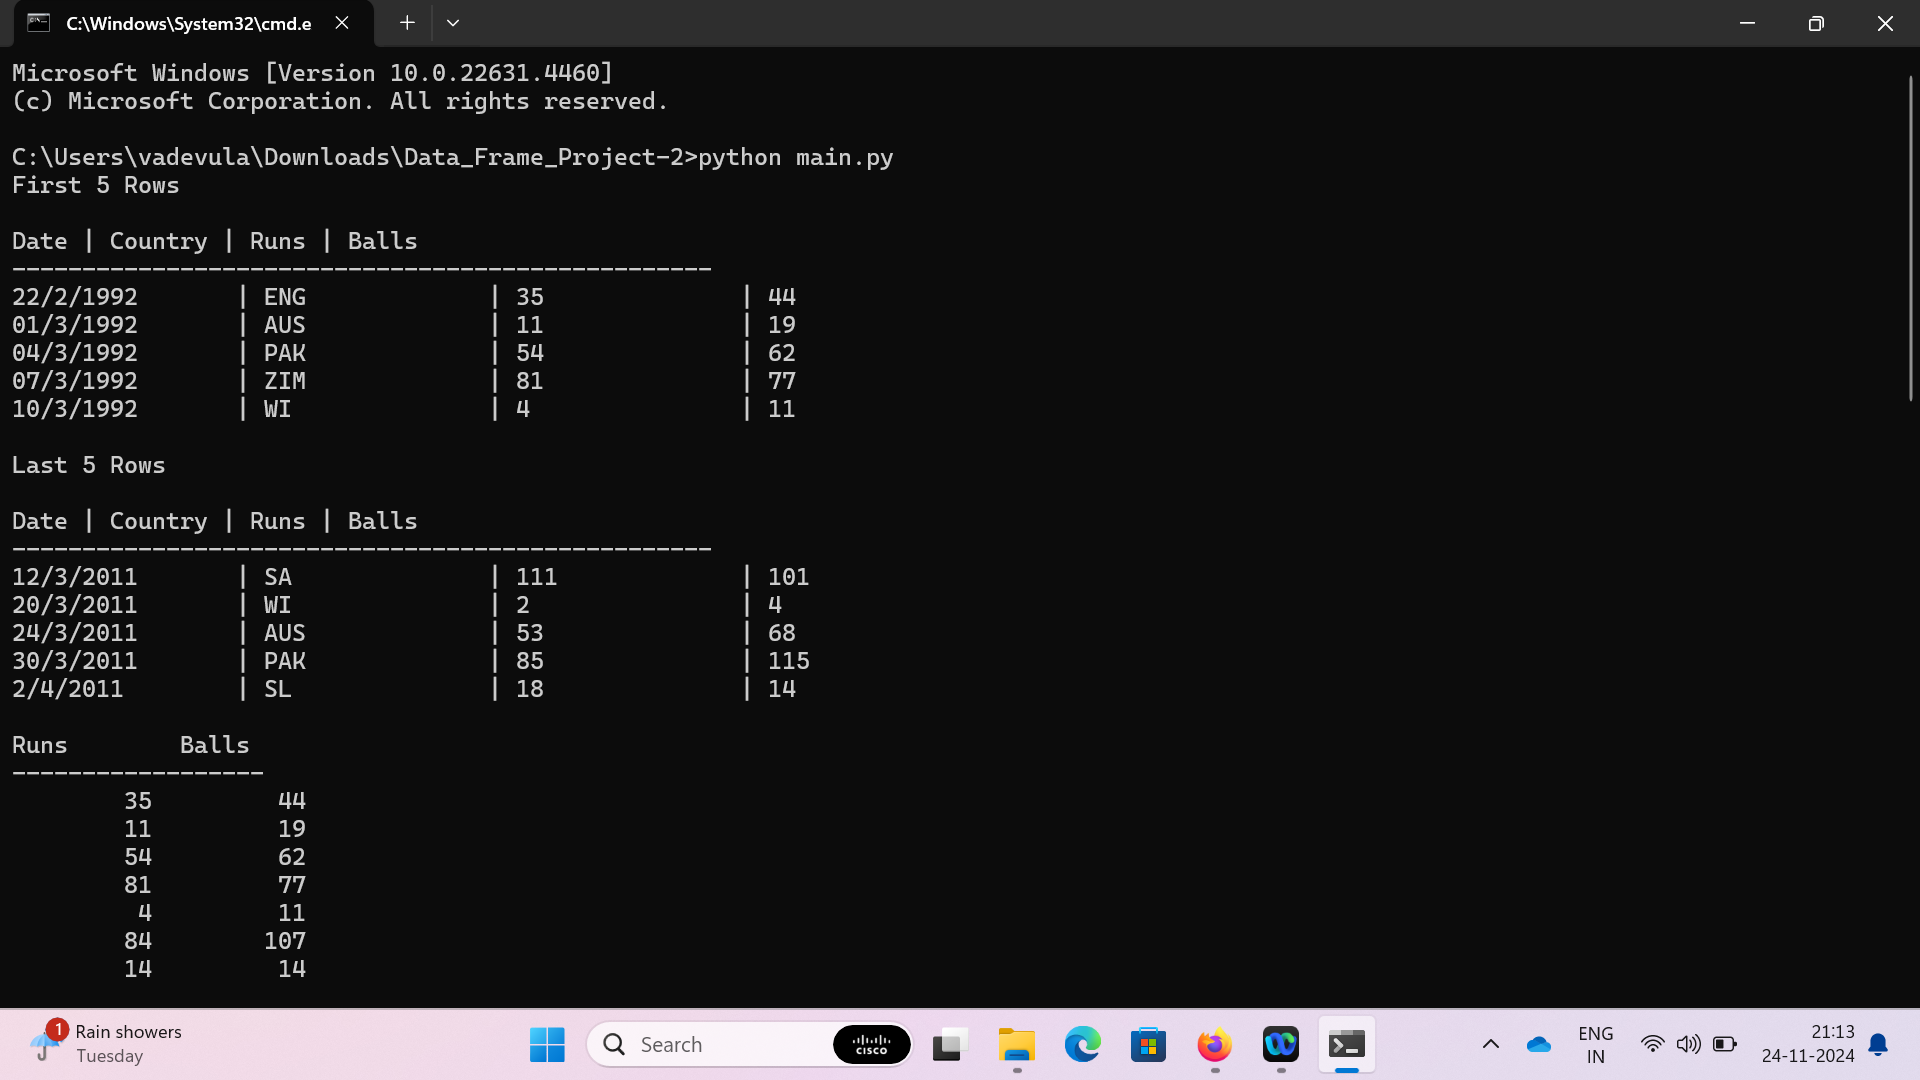 C:\Windows\System32\cmd.e
Microsoft Windows [Version 10.0.22631.4460]
(c) Microsoft Corporation. All rights reserved.
C:\Users\vadevula\Downloads\Data_Frame_Project-2>python main.py
First 5 Rows
Date | Country | Runs | Balls
--------------------------------------------------
22/2/1992 | ENG | 35 | 44
01/3/1992 | AUS | 11 | 19
04/3/1992 | PAK | 54 | 62
07/3/1992 | ZIM | 81 | 77
10/3/1992 | WI | 4 | 11
Last 5 Rows
Date | Country | Runs | Balls
--------------------------------------------------
12/3/2011 | SA | 111 | 101
20/3/2011 | WI | 2 | 4
24/3/2011 | AUS | 53 | 68
30/3/2011 | PAK | 85 | 115
2/4/2011 | SL | 18 | 14
Runs Balls
------------------
35 44
11 19
54 62
81 77
4 11
84 107
14 14
1 Rain showers
Tuesday
Search
CISCO
ENG
IN
21:13
24-11-2024